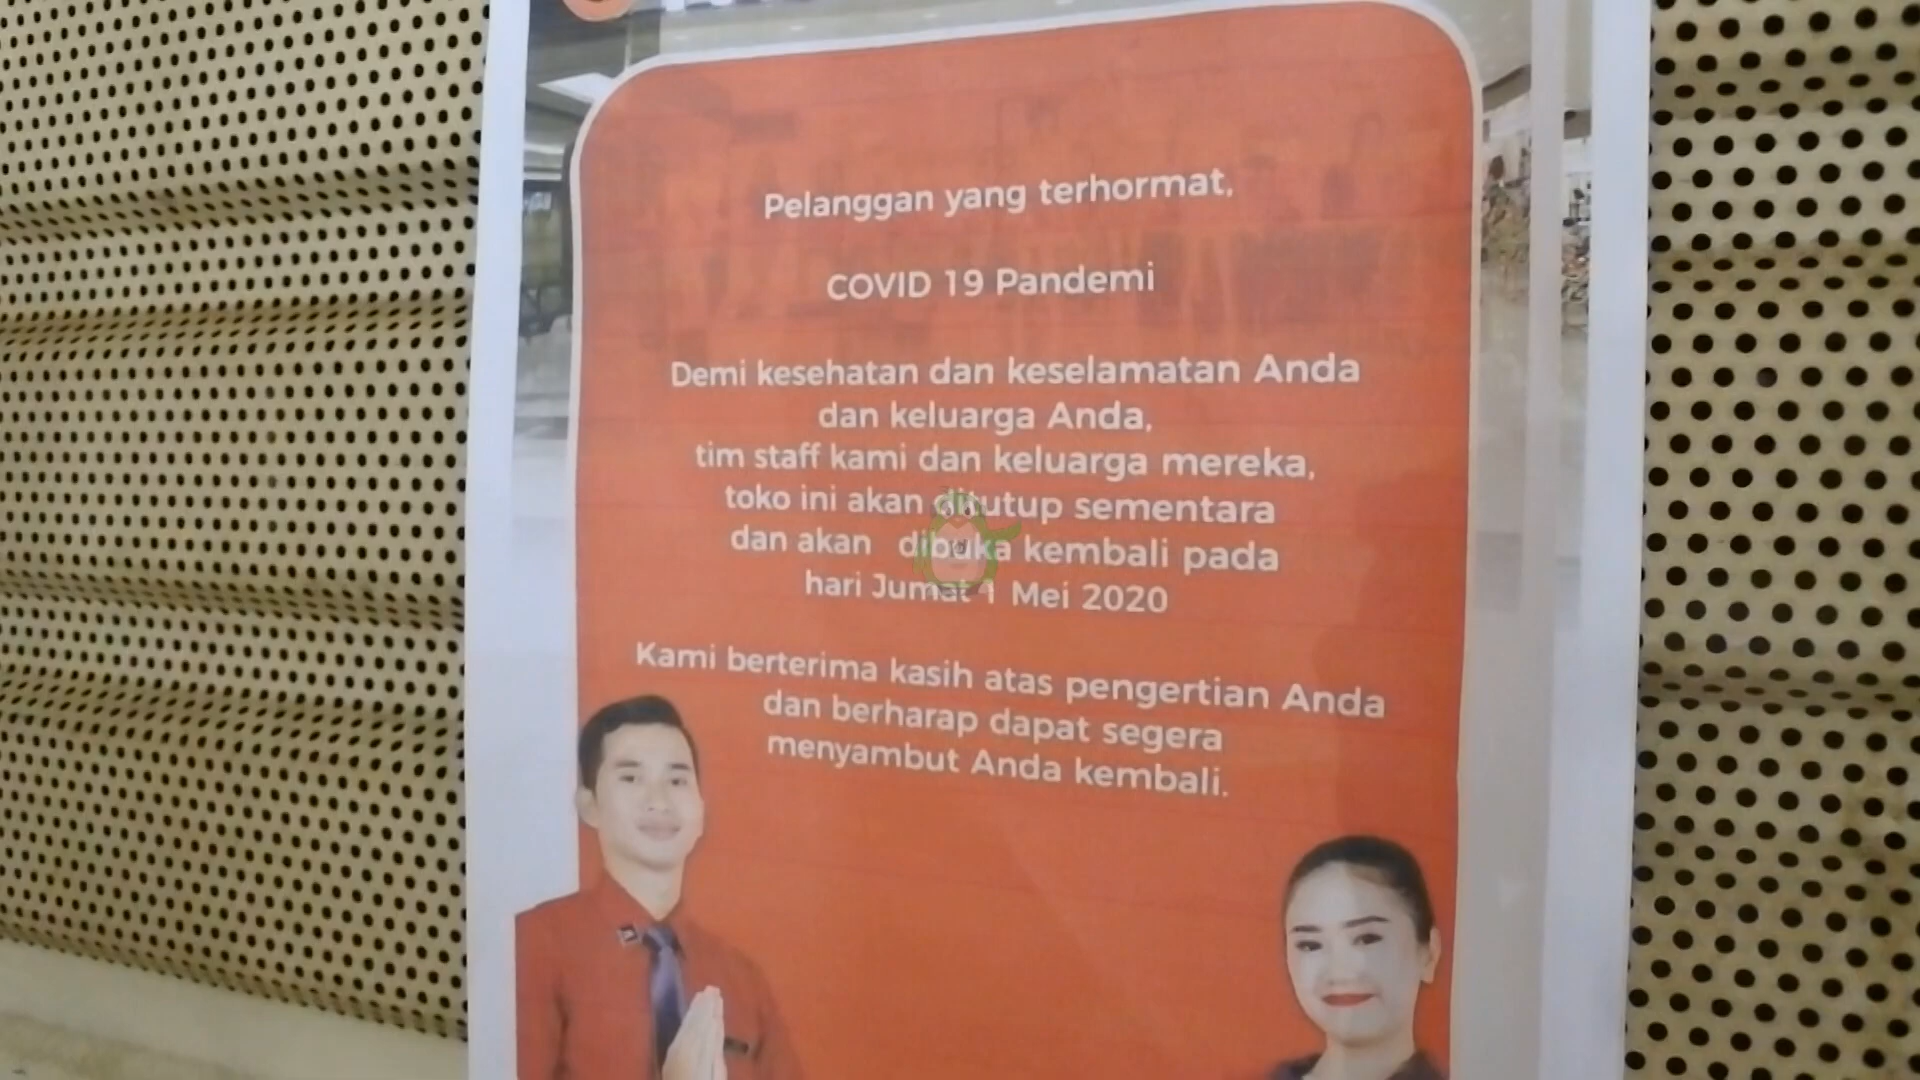 Pelanggan yang terhormat,
COVID 19 Pandemi
Demi kesehatan dan keselamatan Anda
dan keluarga Anda,
tim staff kami dan keluarga mereka,
toko ini akan ditutup sementara
dan akan dibuka kembali pada
hari Jumat 1 Mei 2020
Kami berterima kasih atas pengertian Anda
dan berharap dapat segera
menyambut Anda kembali.